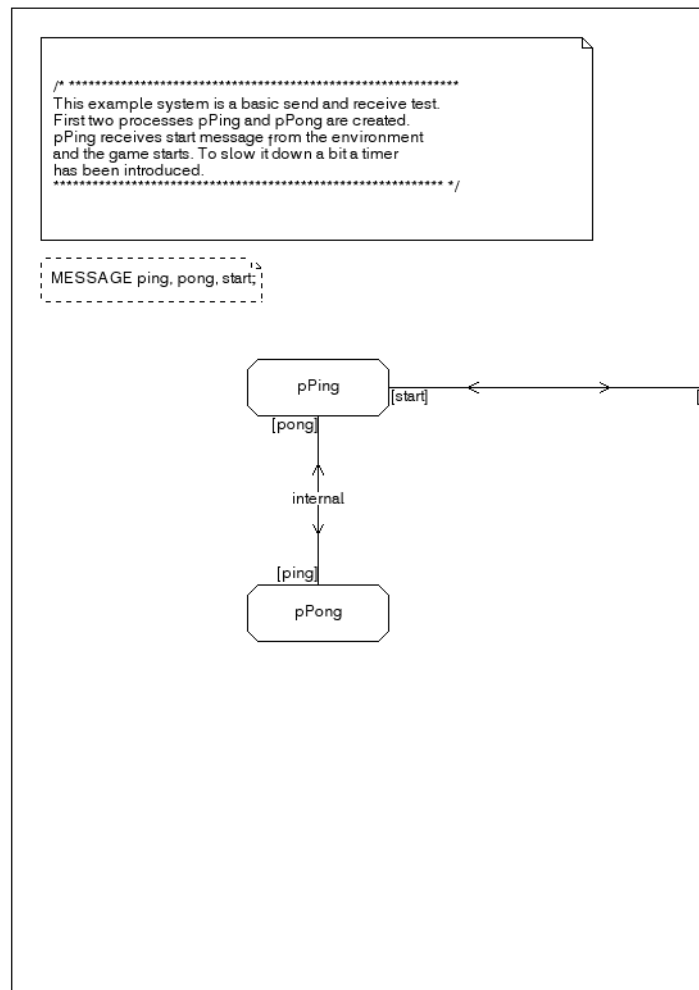 /* ************************************************************
This example system is a basic send and receive test.
First two processes pPing and pPong are created.
pPing receives start message from the environment
and the game starts. To slow it down a bit a timer
has been introduced.
************************************************************ */
MESSAGE ping, pong, start;
pPing
[start]
[
[pong]
internal
[ping]
pPong